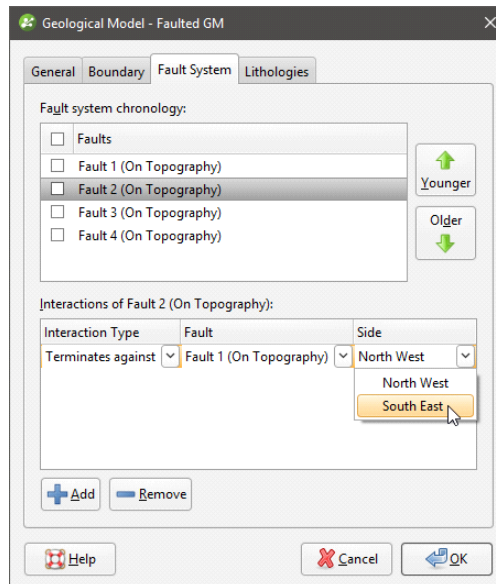 Geological Model - Faulted GM
General Boundary Fault System Lithologies
Fault system chronology:
Faults
Fault 1 (On Topography)
Fault 2 (On Topography)
Fault 3 (On Topography)
Fault 4 (On Topography)
Younger
Older
Interactions of Fault 2 (On Topography):
Interaction Type Fault Side
Terminates against Fault 1 (On Topography) North West
North West
South East
Add Remove
Help Cancel OK